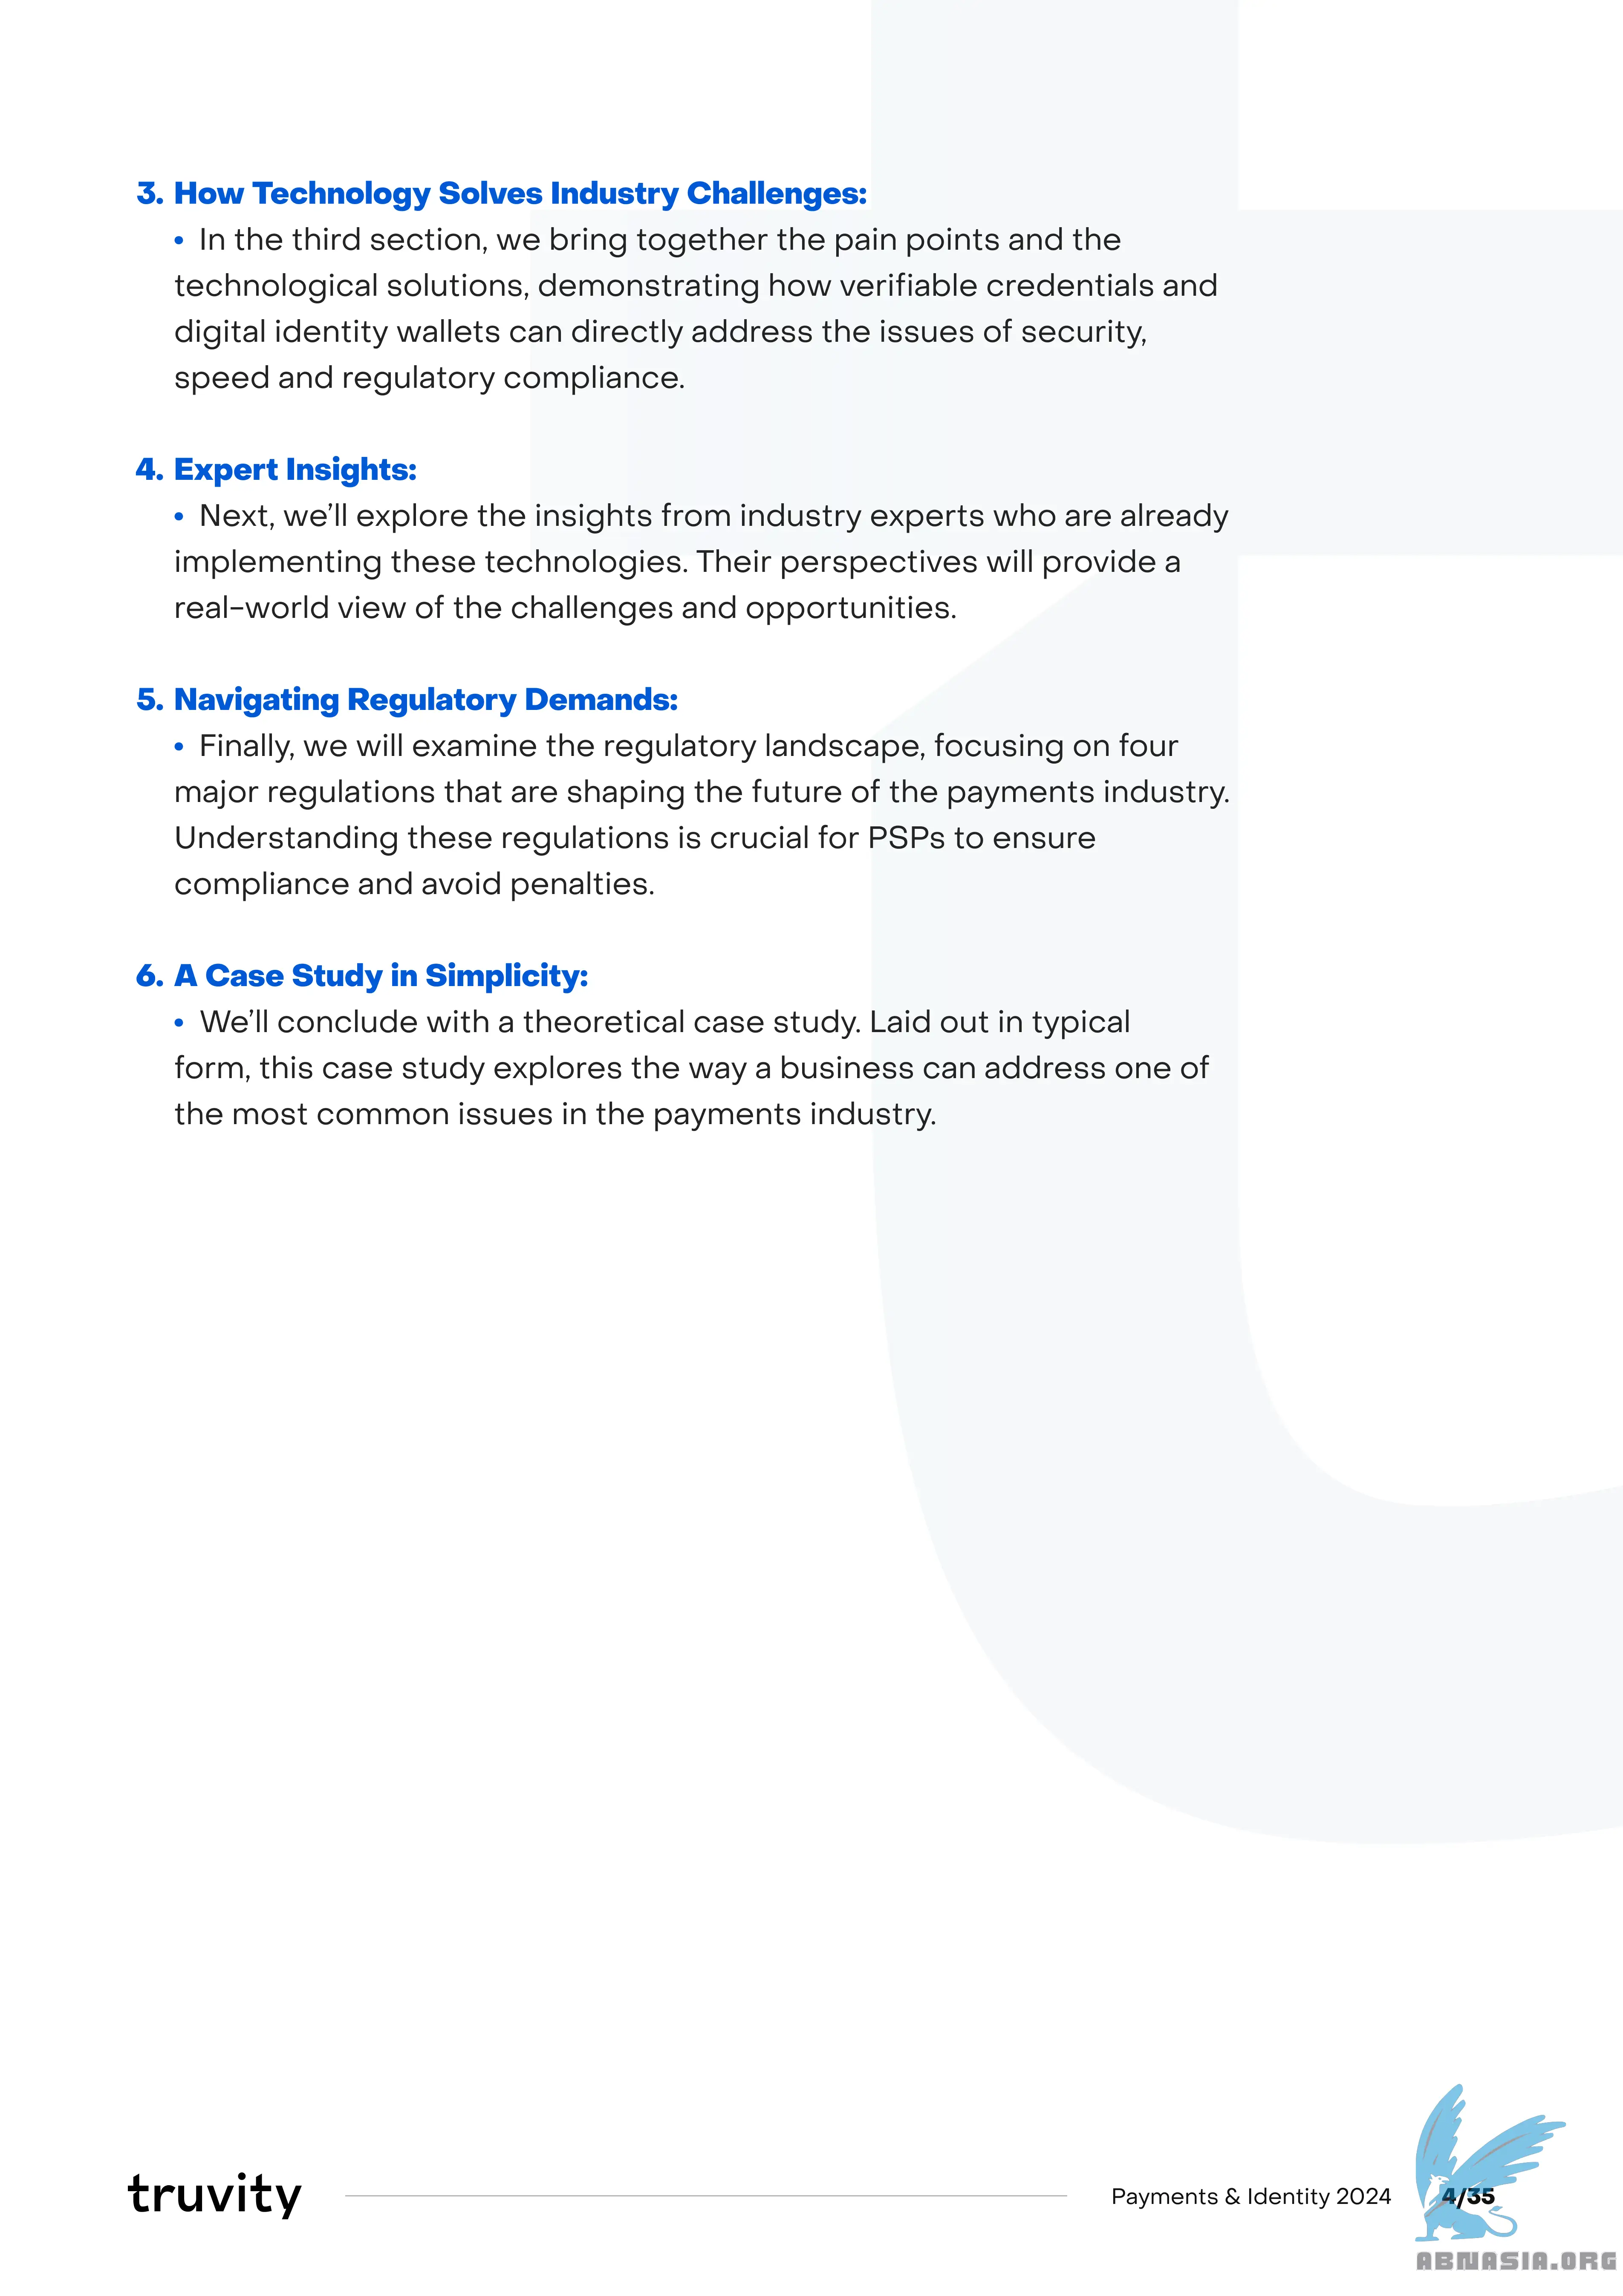 3. How Technology Solves Industry Challenges:
• In the third section, we bring together the pain points and the
technological solutions, demonstrating how verifiable credentials and
digital identity wallets can directly address the issues of security,
speed and regulatory compliance.
4. Expert Insights:
• Next, we’ll explore the insights from industry experts who are already
implementing these technologies. Their perspectives will provide a
real-world view of the challenges and opportunities.
5. Navigating Regulatory Demands:
• Finally, we will examine the regulatory landscape, focusing on four
major regulations that are shaping the future of the payments industry.
Understanding these regulations is crucial for PSPs to ensure
compliance and avoid penalties.
6. A Case Study in Simplicity:
• We’ll conclude with a theoretical case study. Laid out in typical
form, this case study explores the way a business can address one of
the most common issues in the payments industry.
truvity
Payments & Identity 2024
4/35
ABNASIA.ORG